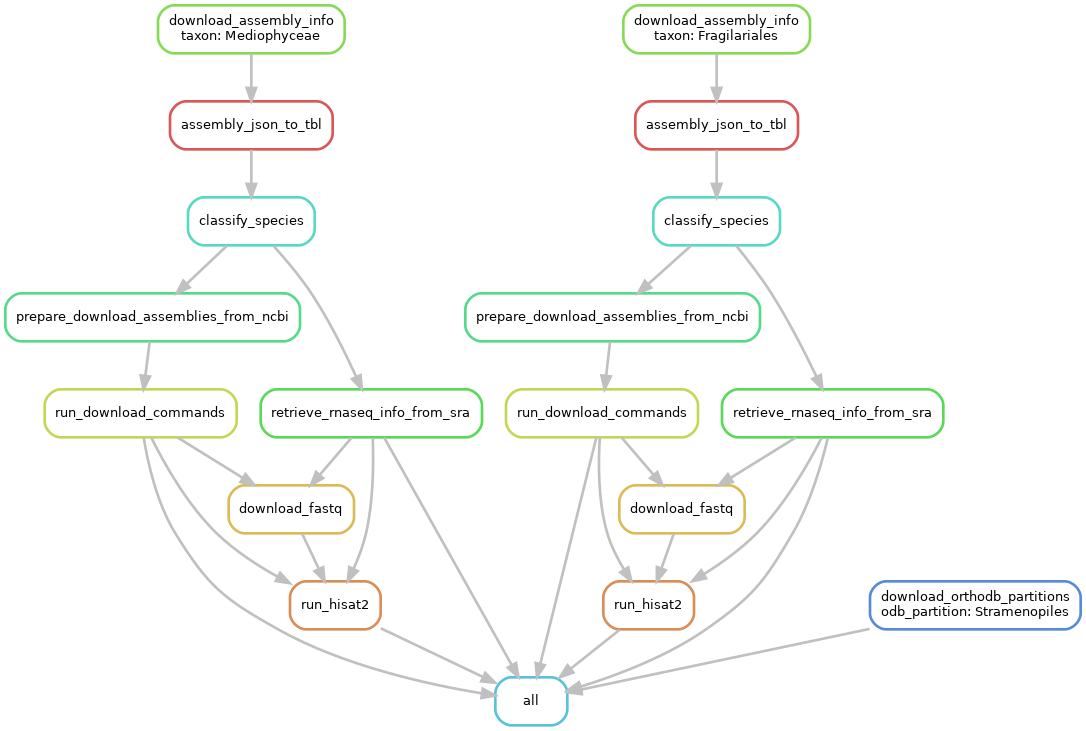 download_assembly_info
taxon: Mediophyceae
download_assembly_info
taxon: Fragilariales
assembly_json_to_tbl
assembly_json_to_tbl
classify_species
classify_species
prepare_download_assemblies_from_ncbi
prepare_download_assemblies_from_ncbi
run_download_commands
retrieve_rnaseq_info_from_sra
run_download_commands
retrieve_rnaseq_info_from_sra
download_fastq
download_fastq
run_hisat2
run_hisat2
download_orthodb_partitions
odb_partition: Stramenopiles
all